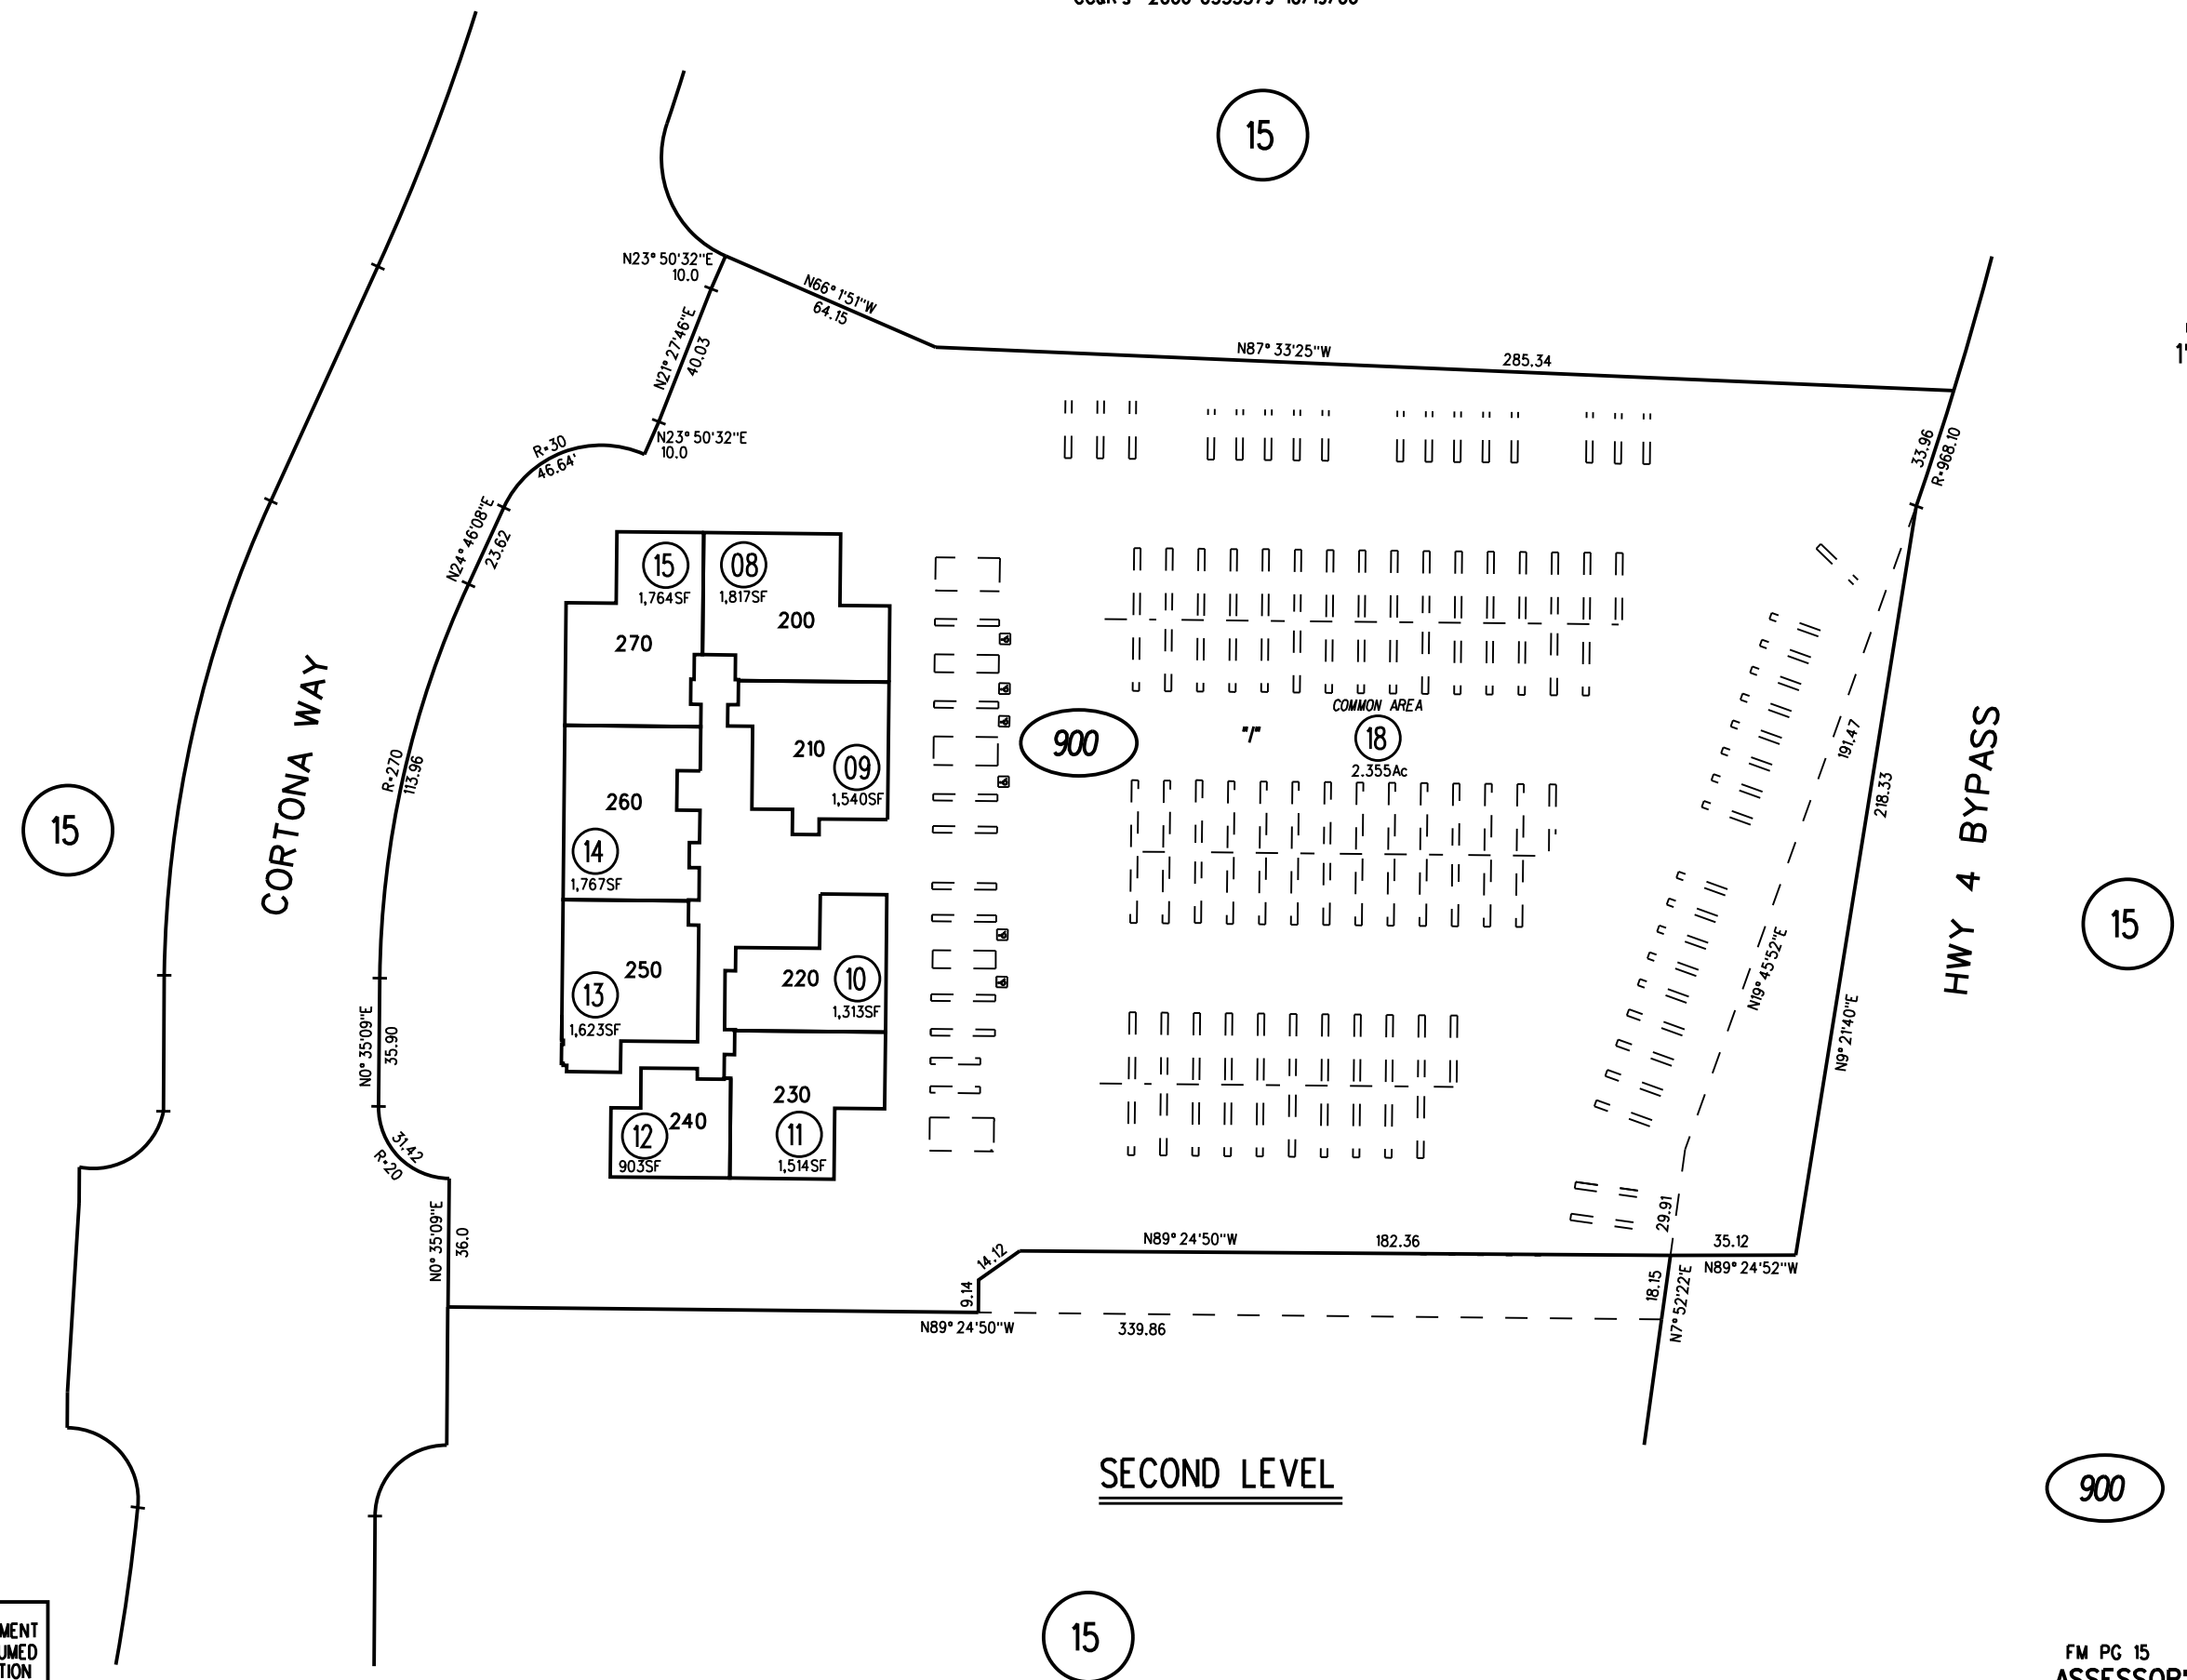 15
N23° 50'32"E
10.0
N66° 1'51"W
64.15
N21° 27'46"E
40.03
N87° 33'25"W
285.34
N23° 50'32"E
10.0
R=30
46.64'
33.96
R=968.10
N24° 46'08"E
23.62
15
1,764SF
270
08
1,817SF
200
210
09
1,540SF
260
14
1,767SF
250
13
1,623SF
220
10
1,313SF
230
11
1,514SF
240
12
903SF
900
"I"
COMMON AREA
18
2.355Ac
CORTONA WAY
R=270
113.96
15
191.47
218.33
HWY 4 BYPASS
15
N19° 45'52"E
N9° 21'40"E
N0° 35'09"E
35.90
31.42
R=20
N0° 35'09"E
36.0
14.12
9.14
N89° 24'50"W
182.36
29.91
35.12
N89° 24'52"W
18.15
N7° 52'22'E
N89° 24'50"W
339.86
SECOND LEVEL
900
15
FM PG 15